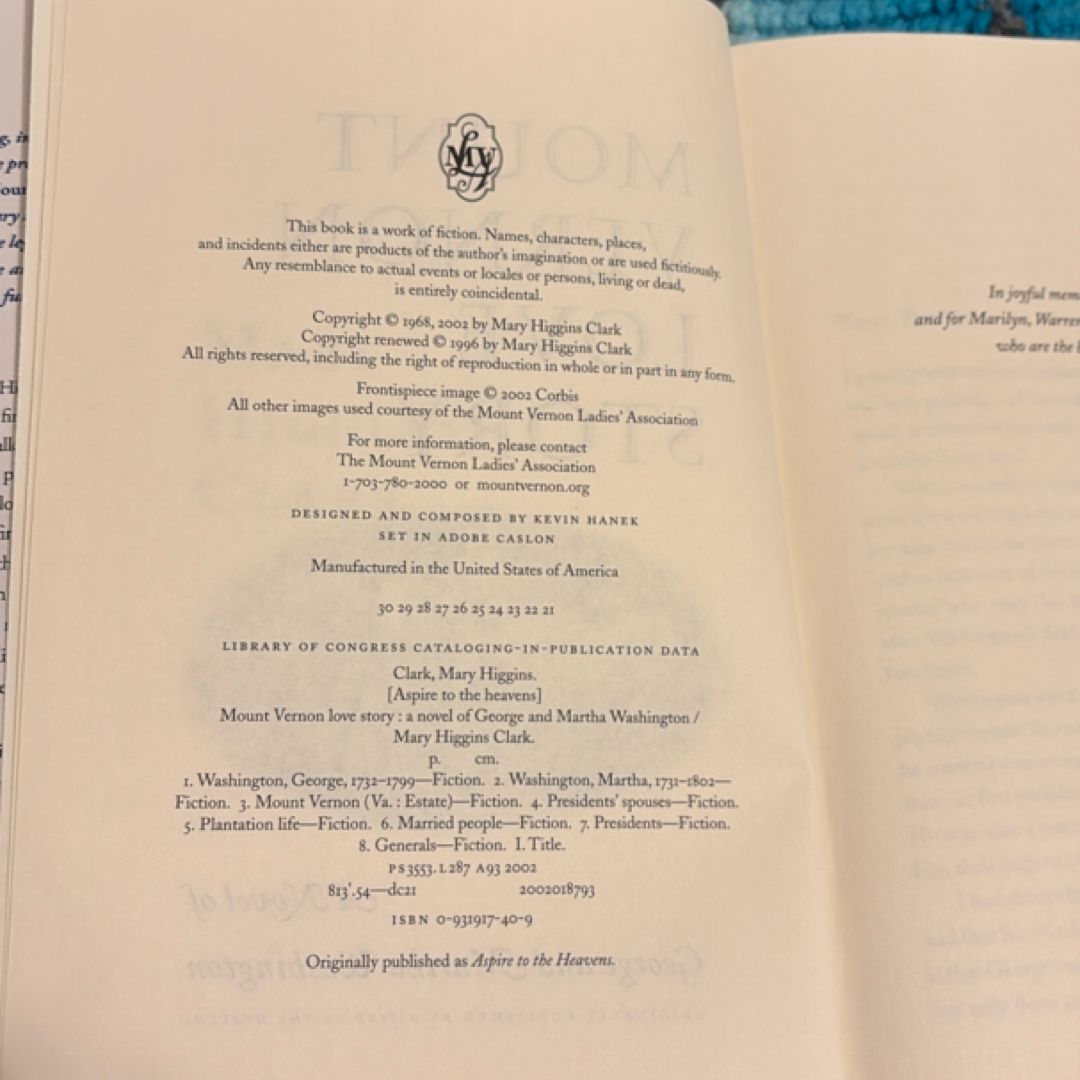 MVLA
This book is a work of fiction. Names, characters, places,
and incidents either are products of the author's imagination or are used fictitiously.
Any resemblance to actual events or locales or persons, living or dead,
is entirely coincidental.
Copyright © 1968, 2002 by Mary Higgins Clark
Copyright renewed © 1996 by Mary Higgins Clark
All rights reserved, including the right of reproduction in whole or in part in any form.
Frontispiece image © 2002 Corbis
All other images used courtesy of the Mount Vernon Ladies' Association
For more information, please contact
The Mount Vernon Ladies' Association
1-703-780-2000 or mountvernon.org
DESIGNED AND COMPOSED BY KEVIN HANEK
SET IN ADOBE CASLON
Manufactured in the United States of America
30 29 28 27 26 25 24 23 22 21
LIBRARY OF CONGRESS CATALOGING-IN-PUBLICATION DATA
Clark, Mary Higgins.
[Aspire to the heavens]
Mount Vernon love story : a novel of George and Martha Washington /
Mary Higgins Clark.
p. cm.
1. Washington, George, 1732–1799—Fiction. 2. Washington, Martha, 1731–1802—
Fiction. 3. Mount Vernon (Va. : Estate)—Fiction. 4. Presidents' spouses—Fiction.
5. Plantation life—Fiction. 6. Married people—Fiction. 7. Presidents—Fiction.
8. Generals—Fiction. I. Title.
PS3553.L287 A93 2002
813'.54—dc21 2002018793
ISBN 0-931917-40-9
Originally published as Aspire to the Heavens.
In joyful mem
and for Marilyn, Warren
who are the